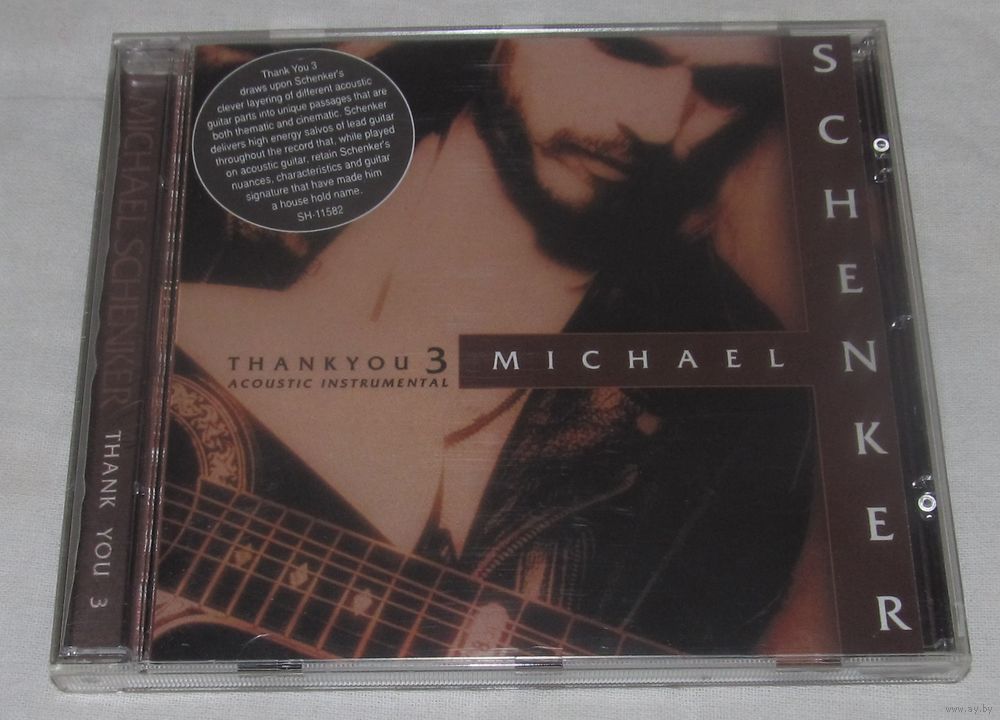 Thank You 3
draws upon Schenker's
clever layering of different acoustic
guitar parts into unique passages that are
both thematic and cinematic. Schenker
delivers high energy salvos of lead guitar
throughout the record that, while played
on acoustic guitar, retain Schenker's
nuances, characteristics and guitar
signature that have made him
a house hold name.
SH-11582
MICHAEL SCHENKER THANK YOU 3
THANKYOU 3
ACOUSTIC INSTRUMENTAL
MICHAEL
SCHENKER
www.ay.by